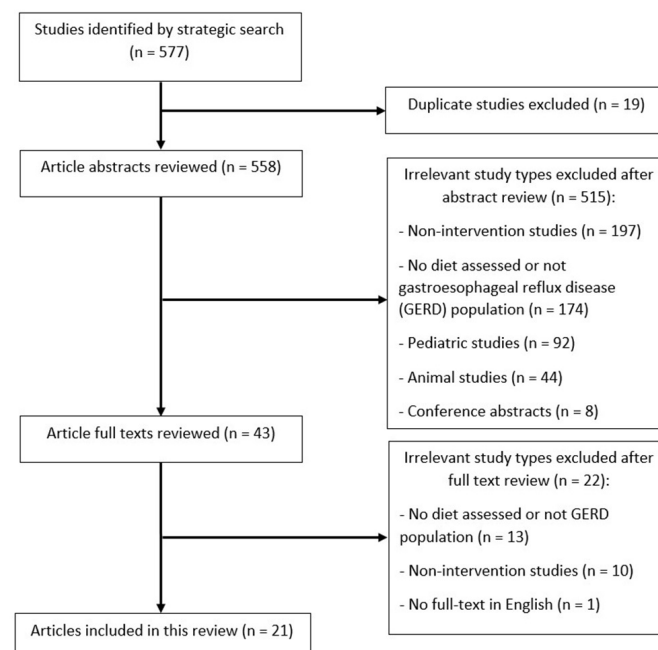 Studies identified by strategic search
(n = 577)
Duplicate studies excluded (n = 19)
Article abstracts reviewed (n = 558)
Irrelevant study types excluded after
abstract review (n = 515):
- Non-intervention studies (n = 197)
- No diet assessed or not
gastroesophageal reflux disease
(GERD) population (n = 174)
- Pediatric studies (n = 92)
- Animal studies (n = 44)
- Conference abstracts (n = 8)
Article full texts reviewed (n = 43)
Irrelevant study types excluded after
full text review (n = 22):
- No diet assessed or not GERD
population (n = 13)
- Non-intervention studies (n = 10)
- No full-text in English (n = 1)
Articles included in this review (n = 21)